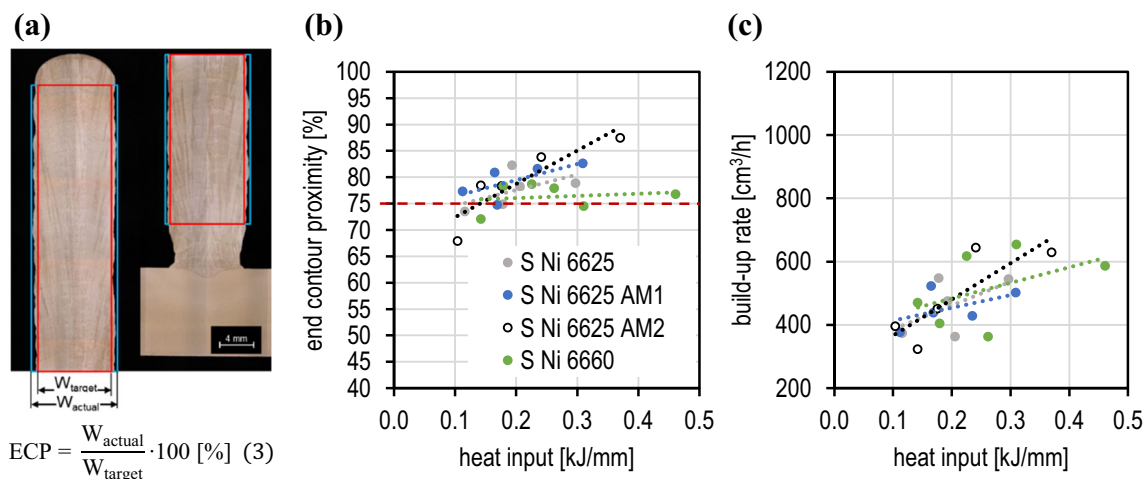 (a)
4 mm
W_target
W_actual
ECP = W_actual / W_target · 100 [%] (3)
(b)
end contour proximity [%]
100
95
90
85
80
75
70
65
60
55
50
45
40
0.0 0.1 0.2 0.3 0.4 0.5
heat input [kJ/mm]
S Ni 6625
S Ni 6625 AM1
S Ni 6625 AM2
S Ni 6660
(c)
build-up rate [cm³/h]
1200
1000
800
600
400
200
0.0 0.1 0.2 0.3 0.4 0.5
heat input [kJ/mm]